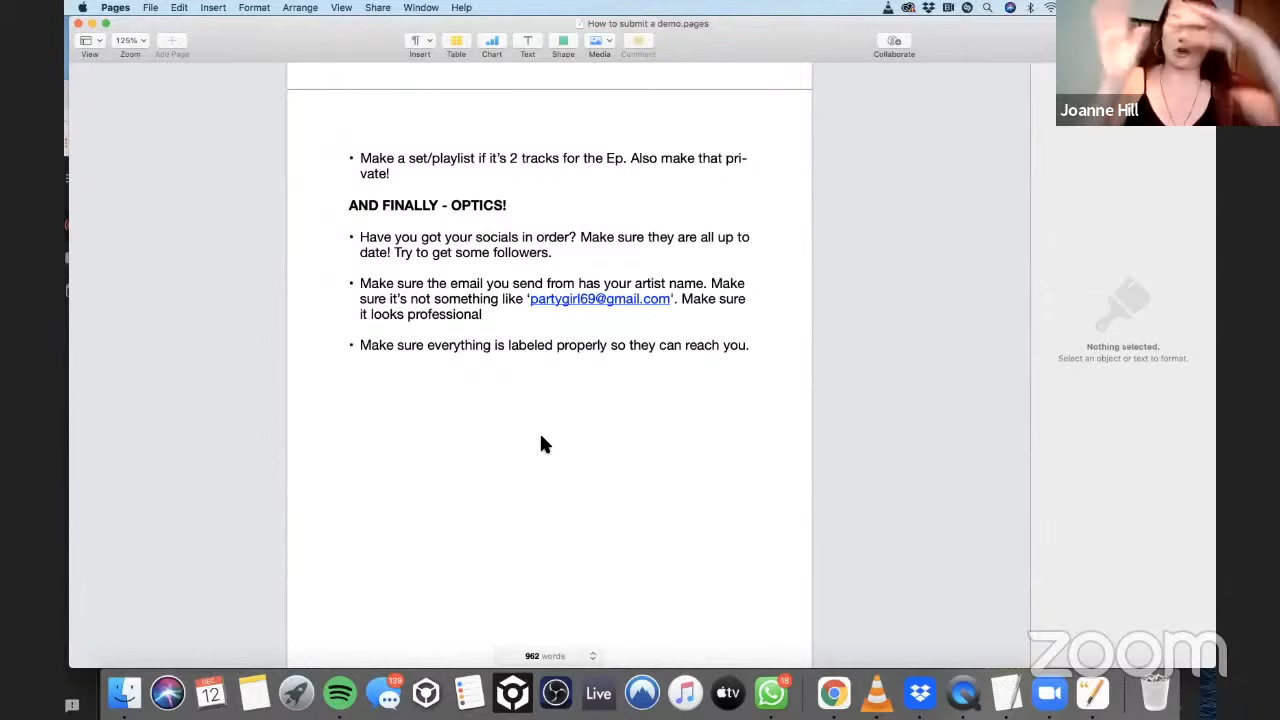 Pages File Edit Insert Format Arrange View Share Window Help
How to submit a demo.pages
125%
View Zoom Add Page Insert Table Chart Text Shape Media Comment Collaborate
Joanne Hill
• Make a set/playlist if it's 2 tracks for the Ep. Also make that pri-
vate!
AND FINALLY - OPTICS!
• Have you got your socials in order? Make sure they are all up to
date! Try to get some followers.
• Make sure the email you send from has your artist name. Make
sure it's not something like ‘partygirl69@gmail.com’. Make sure
it looks professional
• Make sure everything is labeled properly so they can reach you.
Nothing selected.
Select an object or text to format.
962 words
zoom
DEC
12
139
Live
tv
18